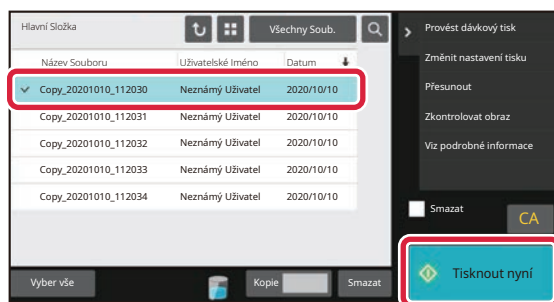 Hlavní Složka
Všechny Soub.
Název Souboru Uživatelské Iméno Datum
Copy_20201010_112030 Neznámý Uživatel 2020/10/10
Copy_20201010_112031 Neznámý Uživatel 2020/10/10
Copy_20201010_112032 Neznámý Uživatel 2020/10/10
Copy_20201010_112033 Neznámý Uživatel 2020/10/10
Copy_20201010_112034 Neznámý Uživatel 2020/10/10
Vyber vše
Kopie
Smazat
Provést dávkový tisk
Změnit nastavení tisku
Přesunout
Zkontrolovat obraz
Viz podrobné informace
Smazat
CA
Tisknout nyní